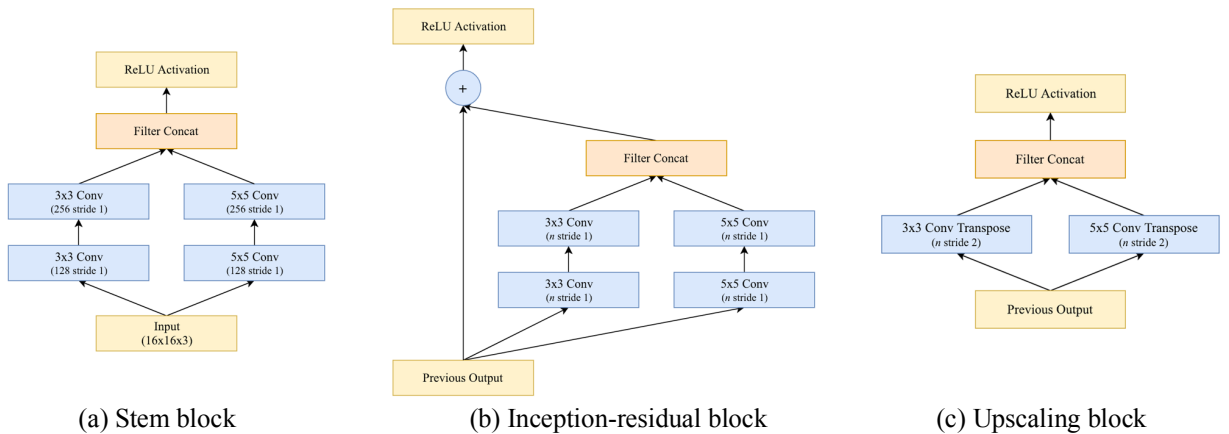 ReLU Activation
Filter Concat
3x3 Conv
(256 stride 1)
5x5 Conv
(256 stride 1)
3x3 Conv
(128 stride 1)
5x5 Conv
(128 stride 1)
Input
(16x16x3)
(a) Stem block
ReLU Activation
+
Filter Concat
3x3 Conv
(n stride 1)
5x5 Conv
(n stride 1)
3x3 Conv
(n stride 1)
5x5 Conv
(n stride 1)
Previous Output
(b) Inception-residual block
ReLU Activation
Filter Concat
3x3 Conv Transpose
(n stride 2)
5x5 Conv Transpose
(n stride 2)
Previous Output
(c) Upscaling block